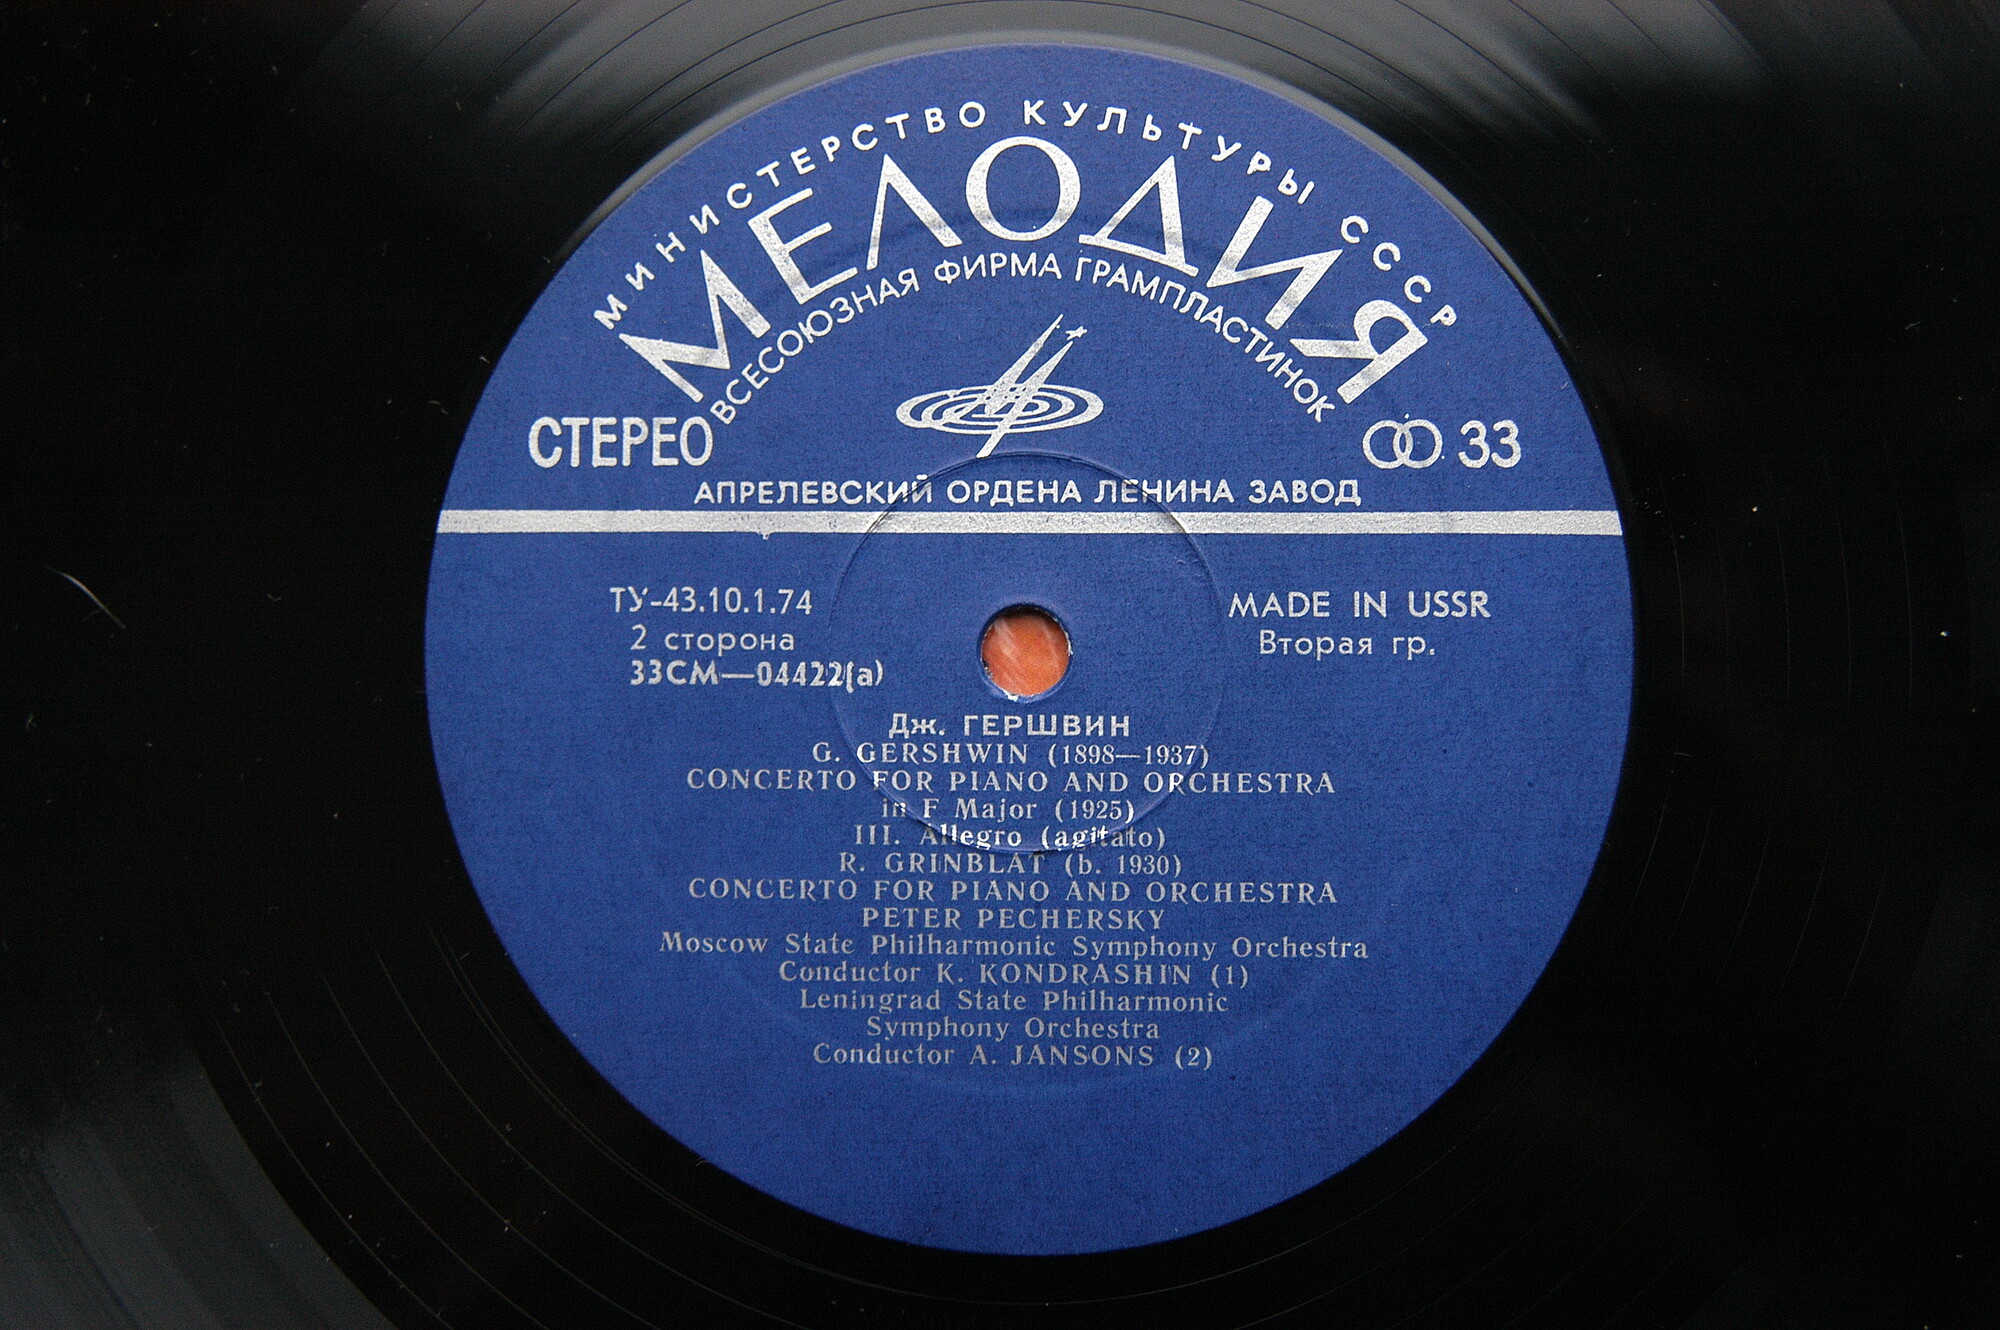 МИНИСТЕРСТВО КУЛЬТУРЫ СССР
МЕЛОДИЯ
ВСЕСОЮЗНАЯ ФИРМА ГРАМПЛАСТИНОК
СТЕРЕО
33
АПРЕЛЕВСКИЙ ОРДЕНА ЛЕНИНА ЗАВОД
ТУ-43.10.1.74
2 сторона
33СМ—04422(а)
MADE IN USSR
Вторая гр.
Дж. ГЕРШВИН
G. GERSHWIN (1898—1937)
CONCERTO FOR PIANO AND ORCHESTRA
in F Major (1925)
III. Allegro (agitato)
R. GRINBLAT (b. 1930)
CONCERTO FOR PIANO AND ORCHESTRA
PETER PECHERSKY
Moscow State Philharmonic Symphony Orchestra
Conductor K. KONDRASHIN (1)
Leningrad State Philharmonic
Symphony Orchestra
Conductor A. JANSONS (2)